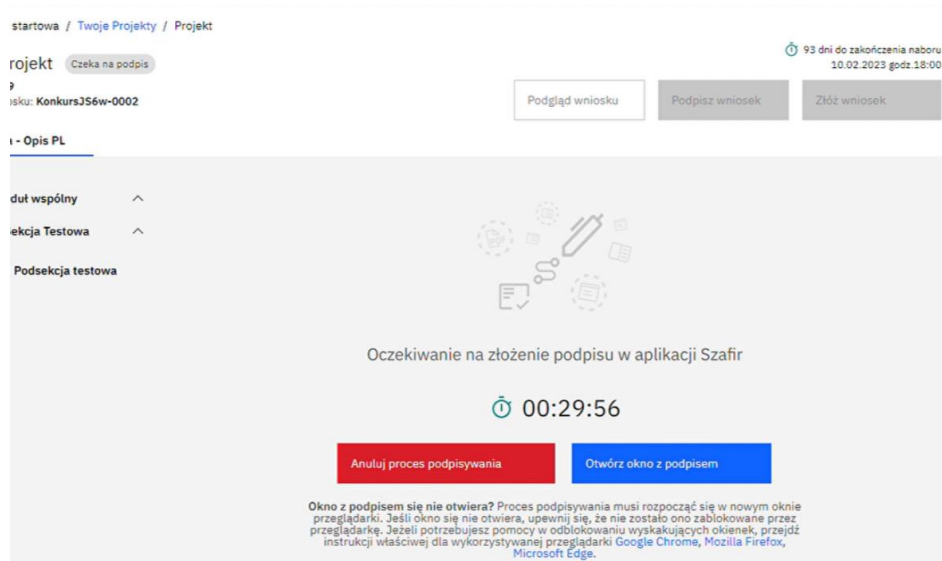 startowa / Twoje Projekty / Projekt
93 dni do zakończenia naboru
rojekt Czeka na podpis
10.02.2023 godz.18:00
9
sku: KonkursJS6w-0002
Podgląd wniosku Podpisz wniosek Złóż wniosek
- Opis PL
duł wspólny
ekcja Testowa
Podsekcja testowa
Oczekiwanie na złożenie podpisu w aplikacji Szafir
00:29:56
Anuluj proces podpisywania Otwórz okno z podpisem
Okno z podpisem się nie otwiera? Proces podpisywania musi rozpocząć się w nowym oknie
przeglądarki. Jeśli okno się nie otwiera, upewnij się, że nie zostało ono zablokowane przez
przeglądarkę. Jeżeli potrzebujesz pomocy w odblokowaniu wyskakujących okienek, przejdź
instrukcji właściwej dla wykorzystywanej przeglądarki Google Chrome, Mozilla Firefox,
Microsoft Edge.